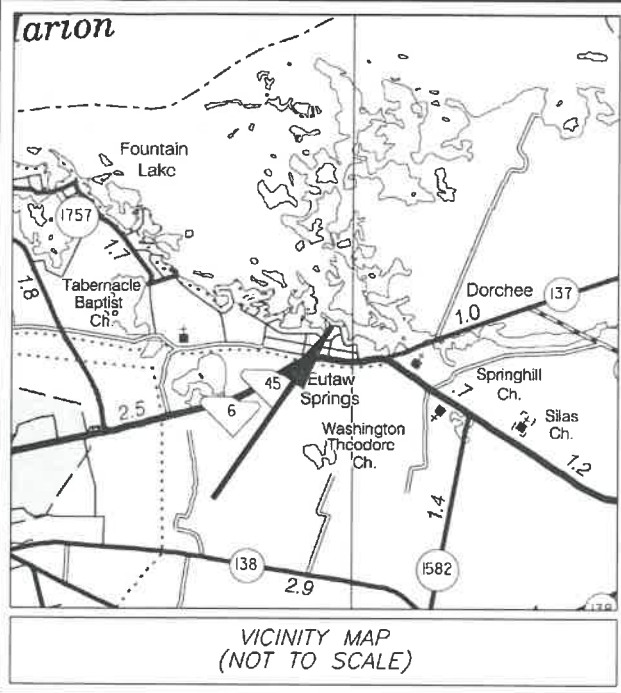 arion
Fountain
Lake
1757
1.7
1.8
Tabernacle
Baptist
Ch.
Dorchee
137
1.0
45
6
2.5
Eutaw
Springs
.7
Springhill
Ch.
Silas
Ch.
Washington
Theodore
Ch.
1.2
1.4
138
2.9
1582
VICINITY MAP
(NOT TO SCALE)